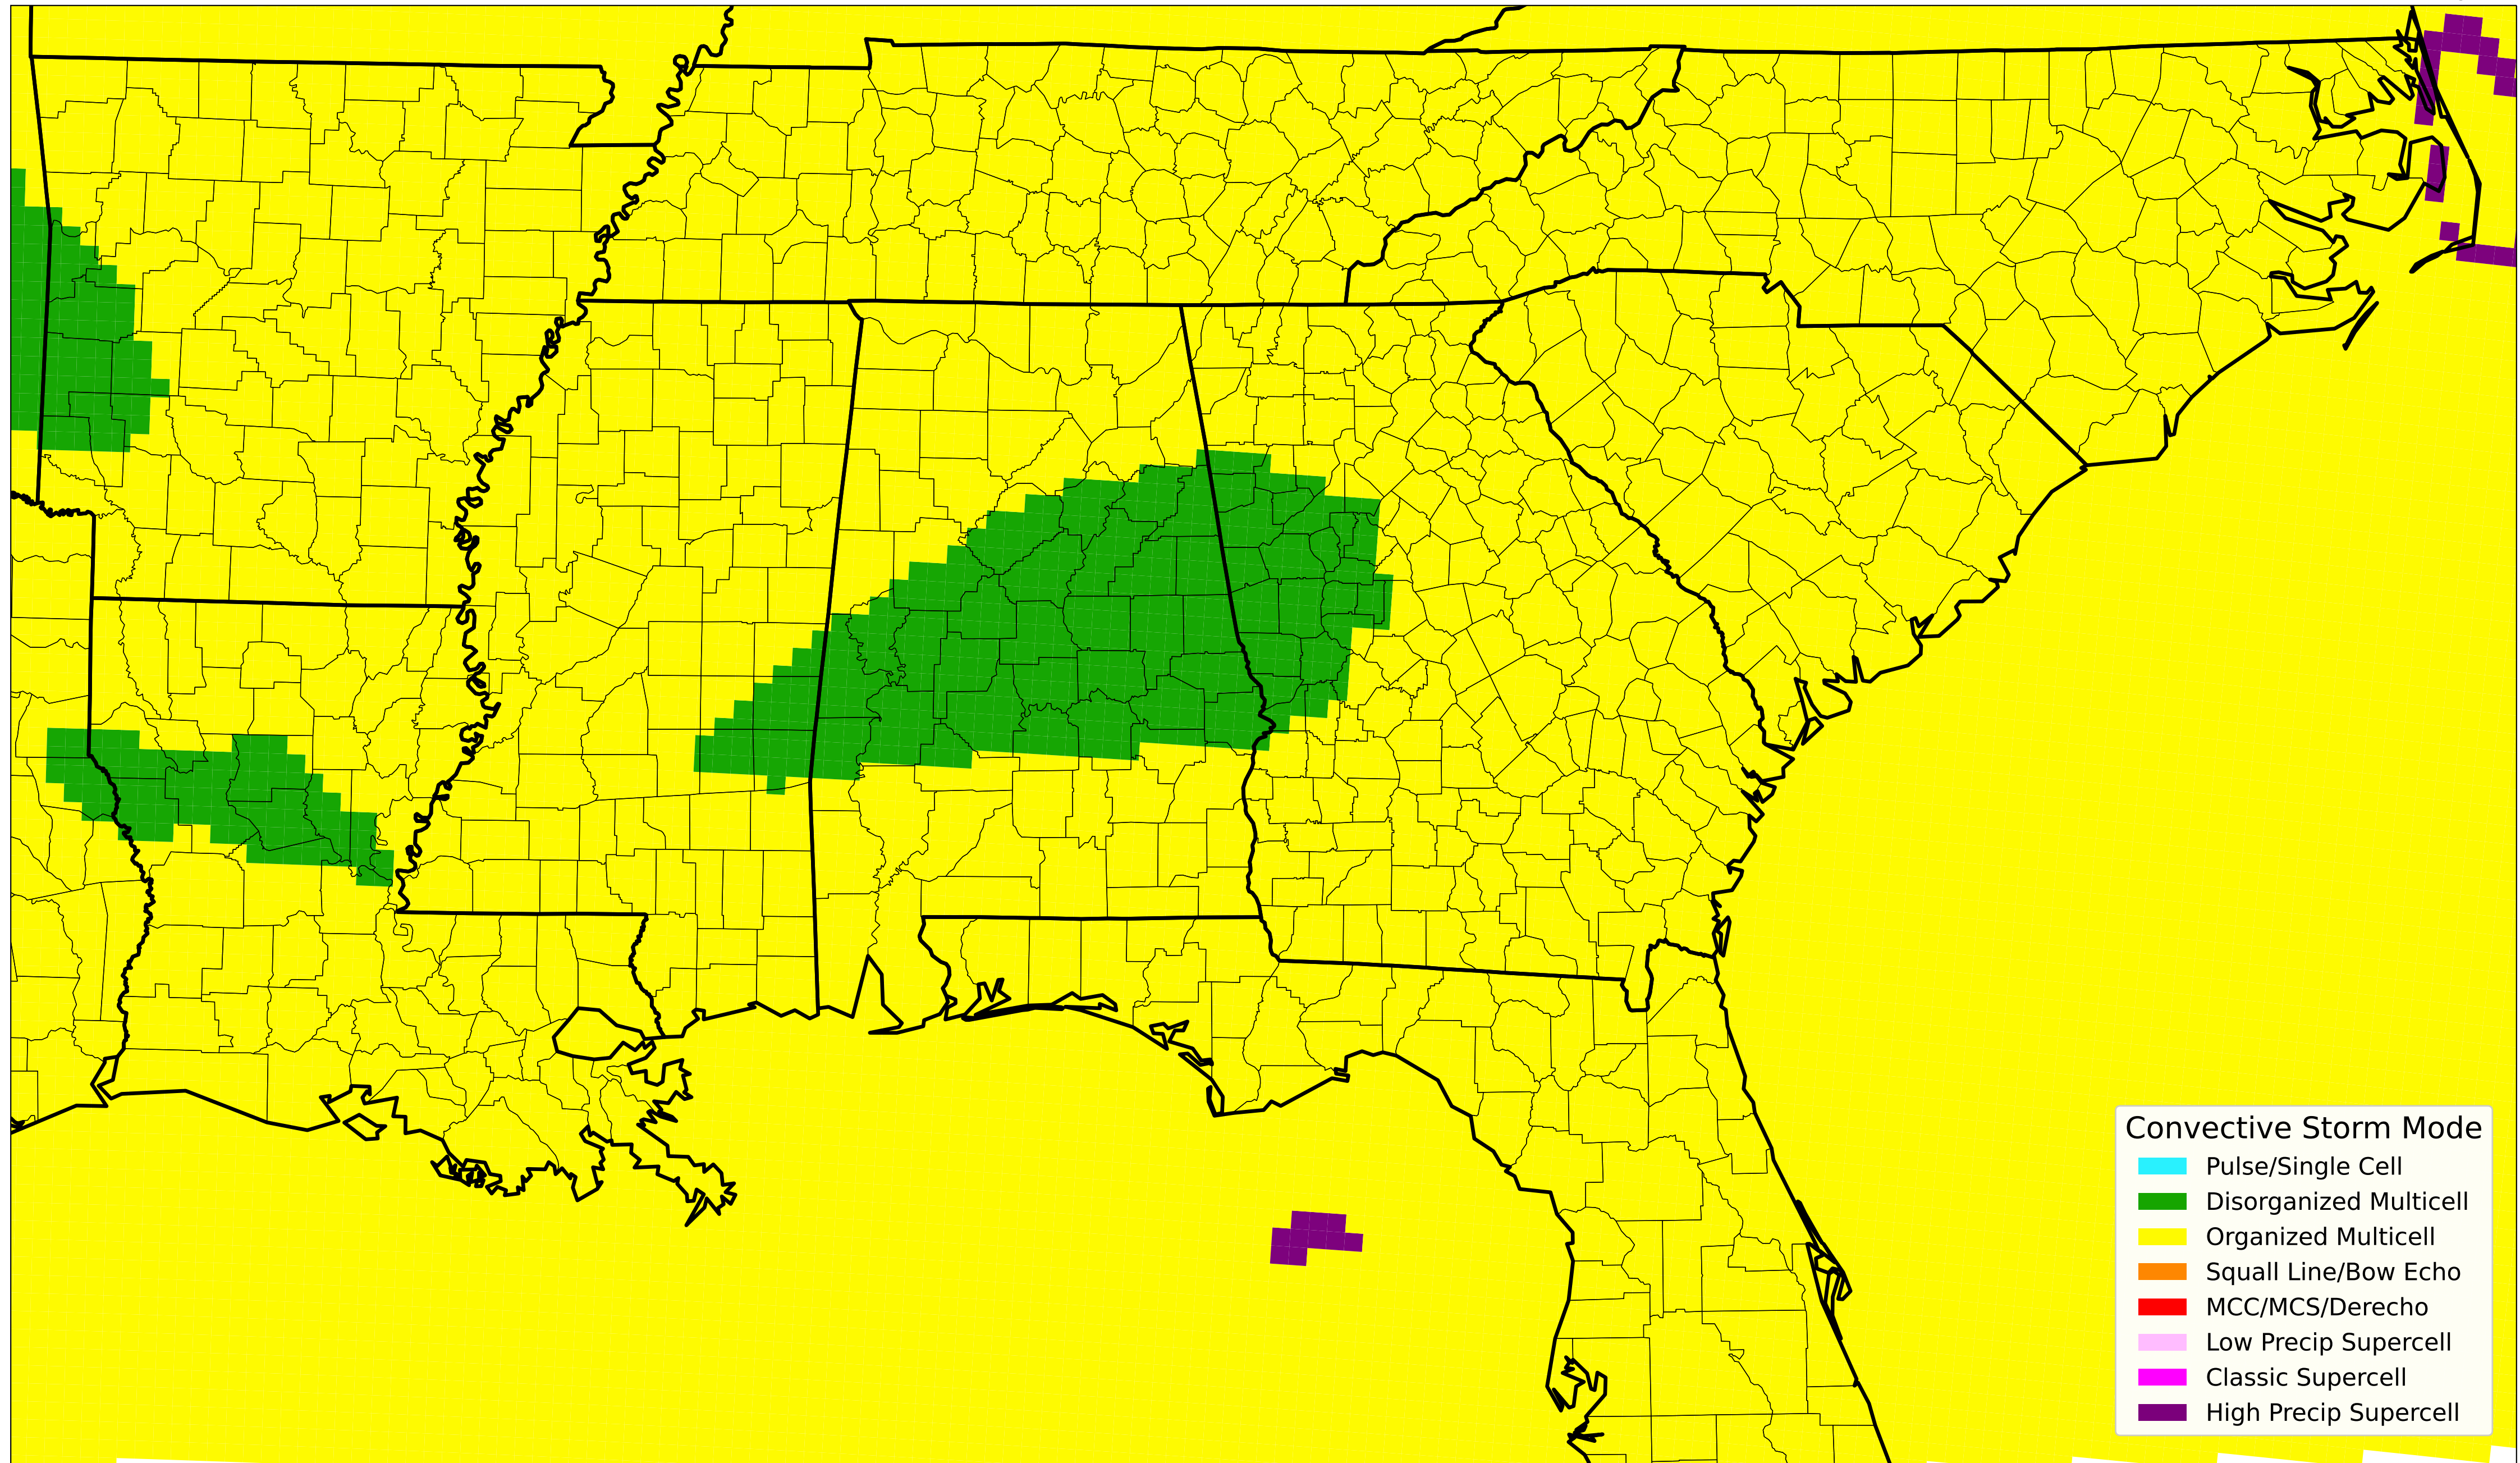 Convective Storm Mode
Pulse/Single Cell
Disorganized Multicell
Organized Multicell
Squall Line/Bow Echo
MCC/MCS/Derecho
Low Precip Supercell
Classic Supercell
High Precip Supercell